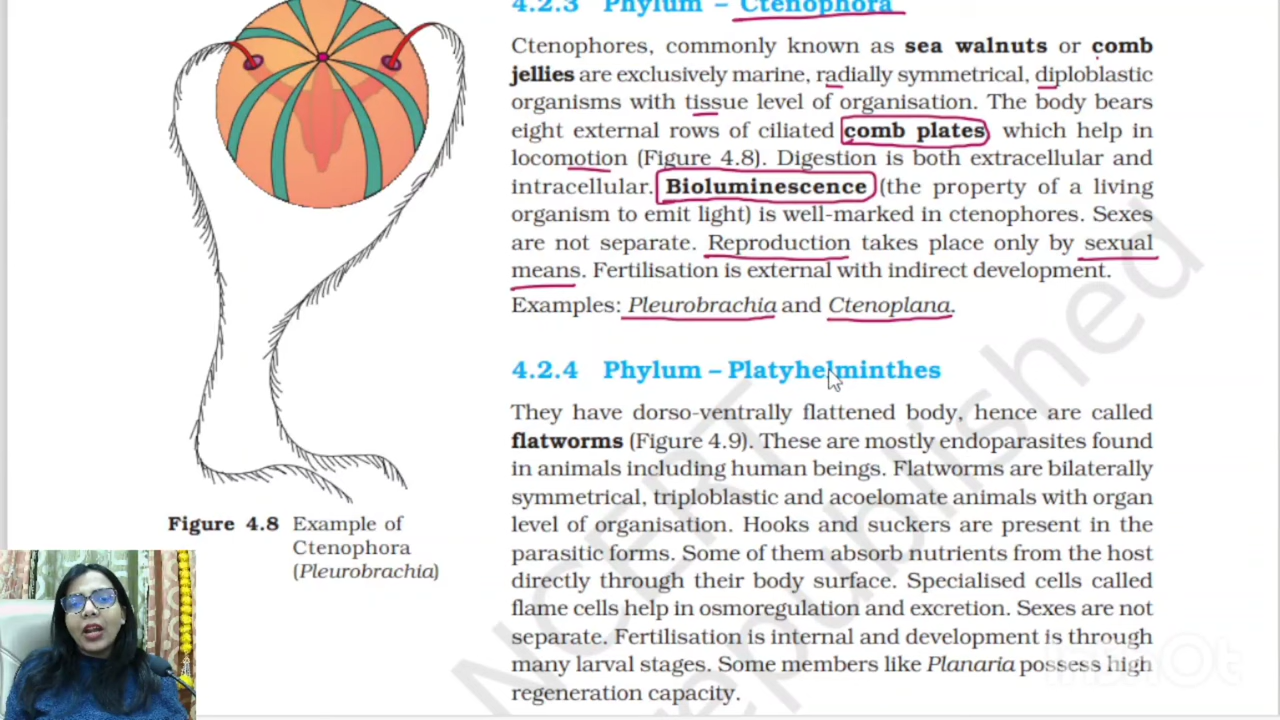 4.2.3 Phylum – Ctenophora
Ctenophores, commonly known as sea walnuts or comb
jellies are exclusively marine, radially symmetrical, diploblastic
organisms with tissue level of organisation. The body bears
eight external rows of ciliated comb plates, which help in
locomotion (Figure 4.8). Digestion is both extracellular and
intracellular. Bioluminescence (the property of a living
organism to emit light) is well-marked in ctenophores. Sexes
are not separate. Reproduction takes place only by sexual
means. Fertilisation is external with indirect development.
Examples: Pleurobrachia and Ctenoplana.
4.2.4 Phylum – Platyhelminthes
They have dorso-ventrally flattened body, hence are called
flatworms (Figure 4.9). These are mostly endoparasites found
in animals including human beings. Flatworms are bilaterally
symmetrical, triploblastic and acoelomate animals with organ
level of organisation. Hooks and suckers are present in the
parasitic forms. Some of them absorb nutrients from the host
directly through their body surface. Specialised cells called
flame cells help in osmoregulation and excretion. Sexes are not
separate. Fertilisation is internal and development is through
many larval stages. Some members like Planaria possess high
regeneration capacity.
Figure 4.8 Example of
Ctenophora
(Pleurobrachia)
NCERT
republished
InShOt